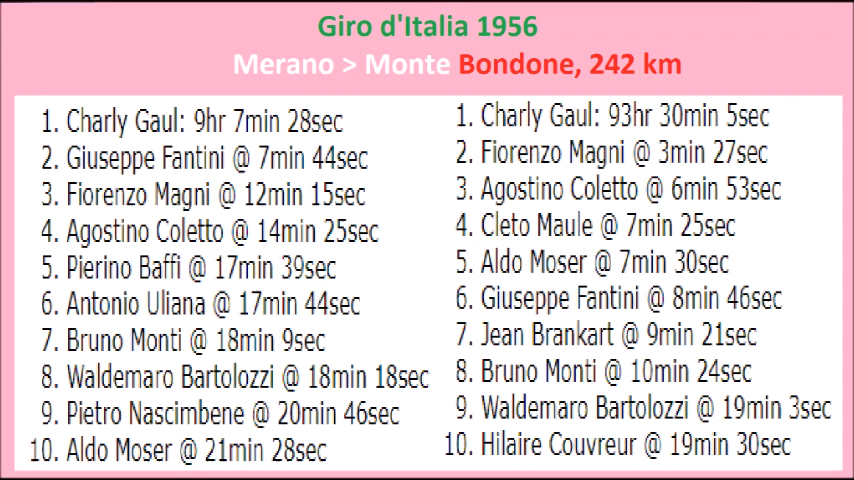 Giro d'Italia 1956
Merano > Monte Bondone, 242 km
1. Charly Gaul: 9hr 7min 28sec
2. Giuseppe Fantini @ 7min 44sec
3. Fiorenzo Magni @ 12min 15sec
4. Agostino Coletto @ 14min 25sec
5. Pierino Baffi @ 17min 39sec
6. Antonio Uliana @ 17min 44sec
7. Bruno Monti @ 18min 9sec
8. Waldemaro Bartolozzi @ 18min 18sec
9. Pietro Nascimbene @ 20min 46sec
10. Aldo Moser @ 21min 28sec
1. Charly Gaul: 93hr 30min 5sec
2. Fiorenzo Magni @ 3min 27sec
3. Agostino Coletto @ 6min 53sec
4. Cleto Maule @ 7min 25sec
5. Aldo Moser @ 7min 30sec
6. Giuseppe Fantini @ 8min 46sec
7. Jean Brankart @ 9min 21sec
8. Bruno Monti @ 10min 24sec
9. Waldemaro Bartolozzi @ 19min 3sec
10. Hilaire Couvreur @ 19min 30sec